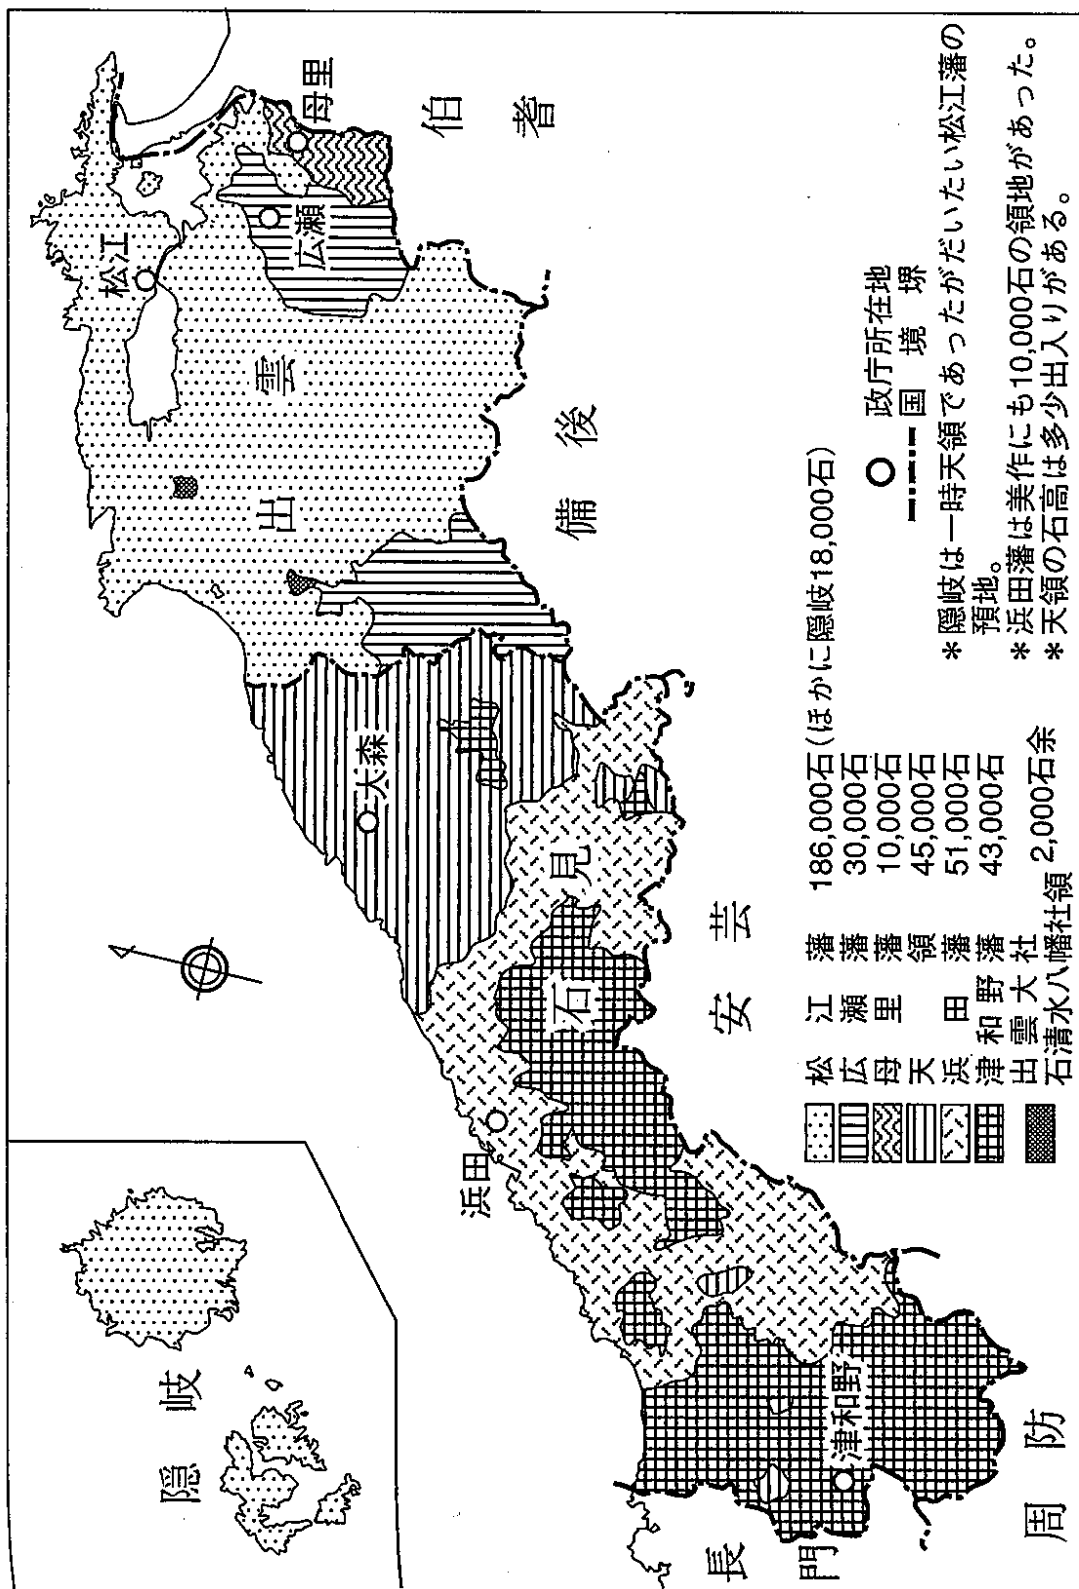 隠岐
松江
母里
広瀬
伯耆
出雲
備後
大森
浜田
石見
安芸
津和野
長門
周防
松江藩 186,000石(ほかに隠岐18,000石)
広瀬藩 30,000石
母里藩 10,000石
天領 45,000石
浜田藩 51,000石
津和野藩 43,000石
出雲大社
石清水八幡社領 2,000石余
政庁所在地
国境堺
*隠岐は一時天領であったがだいたい松江藩の
預地。
*浜田藩は美作にも10,000石の領地があった。
*天領の石高は多少出入りがある。